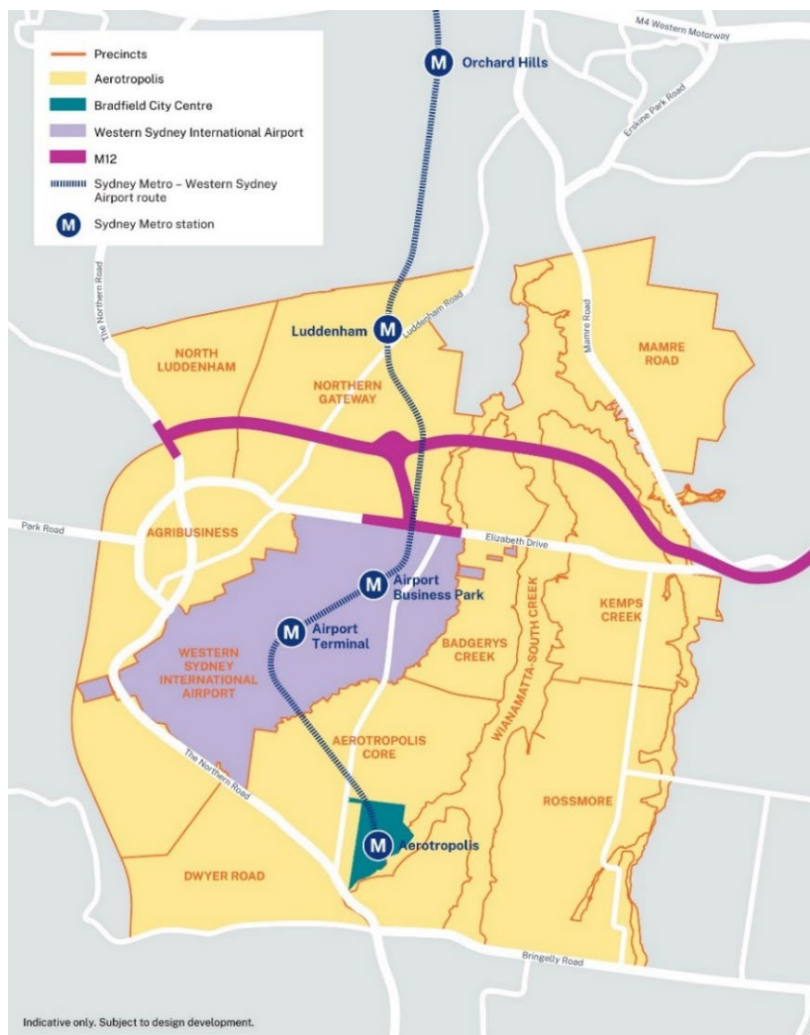 M4 Western Motorway
Precincts
Aerotropolis
Bradfield City Centre
Western Sydney International Airport
M12
Sydney Metro – Western Sydney
Airport route
M
Sydney Metro station
M
Orchard Hills
Erskine Park Road
The Northern Road
Luddenham
M
Luddenham Road
Mamre Road
NORTH
LUDDENHAM
NORTHERN
GATEWAY
MAMRE
ROAD
Park Road
AGRIBUSINESS
Elizabeth Drive
M
Airport
Business Park
M
Airport
Terminal
KEMPS
CREEK
BADGERYS
CREEK
WIANAMATTA-SOUTH CREEK
WESTERN
SYDNEY
INTERNATIONAL
AIRPORT
AEROTROPOLIS
CORE
The Northern Road
ROSSMORE
M
Aerotropolis
DWYER ROAD
Bringelly Road
Indicative only. Subject to design development.